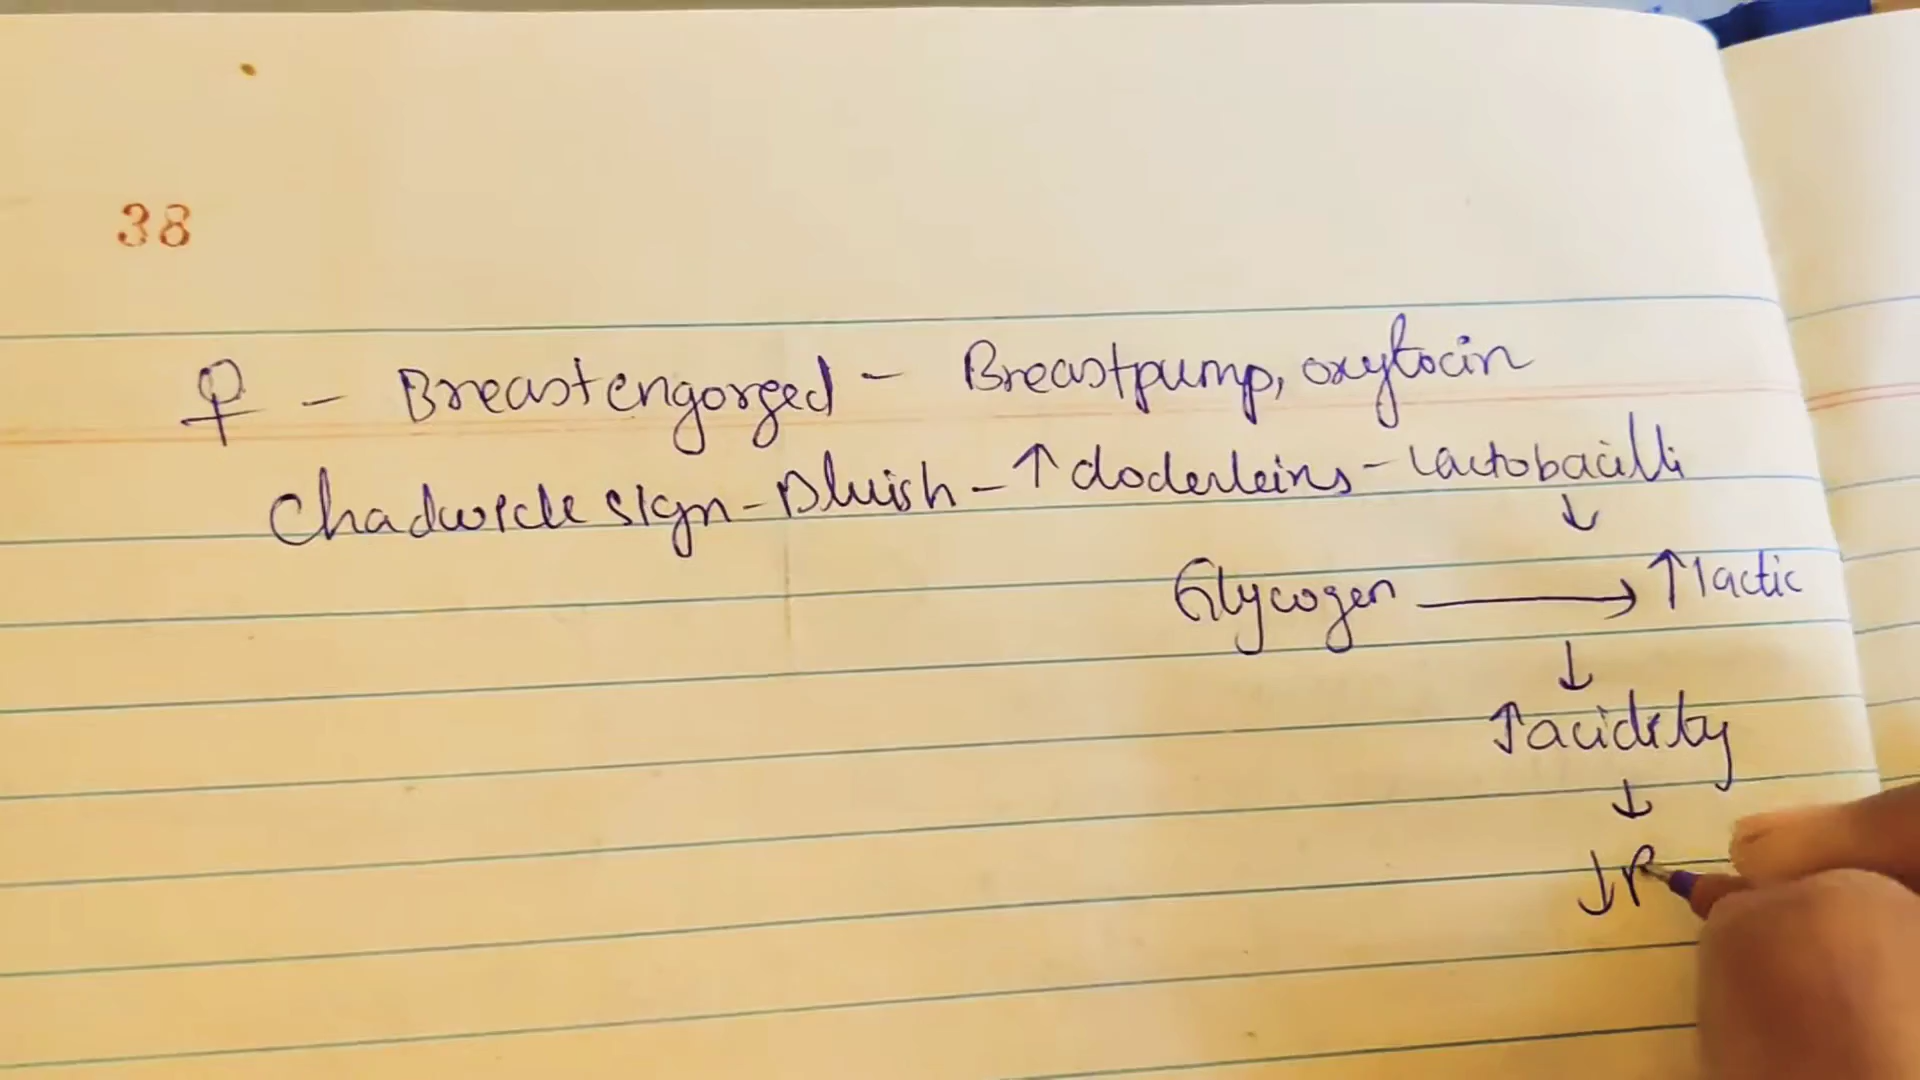 38
♀ - Breast engorged - Breastpump, oxytocin
Chadwick sign - Bluish - ↑ doderleins - Lactobacilli
↓
Glycogen → ↑ lactic
↓
↑ acidity
↓
↓ P